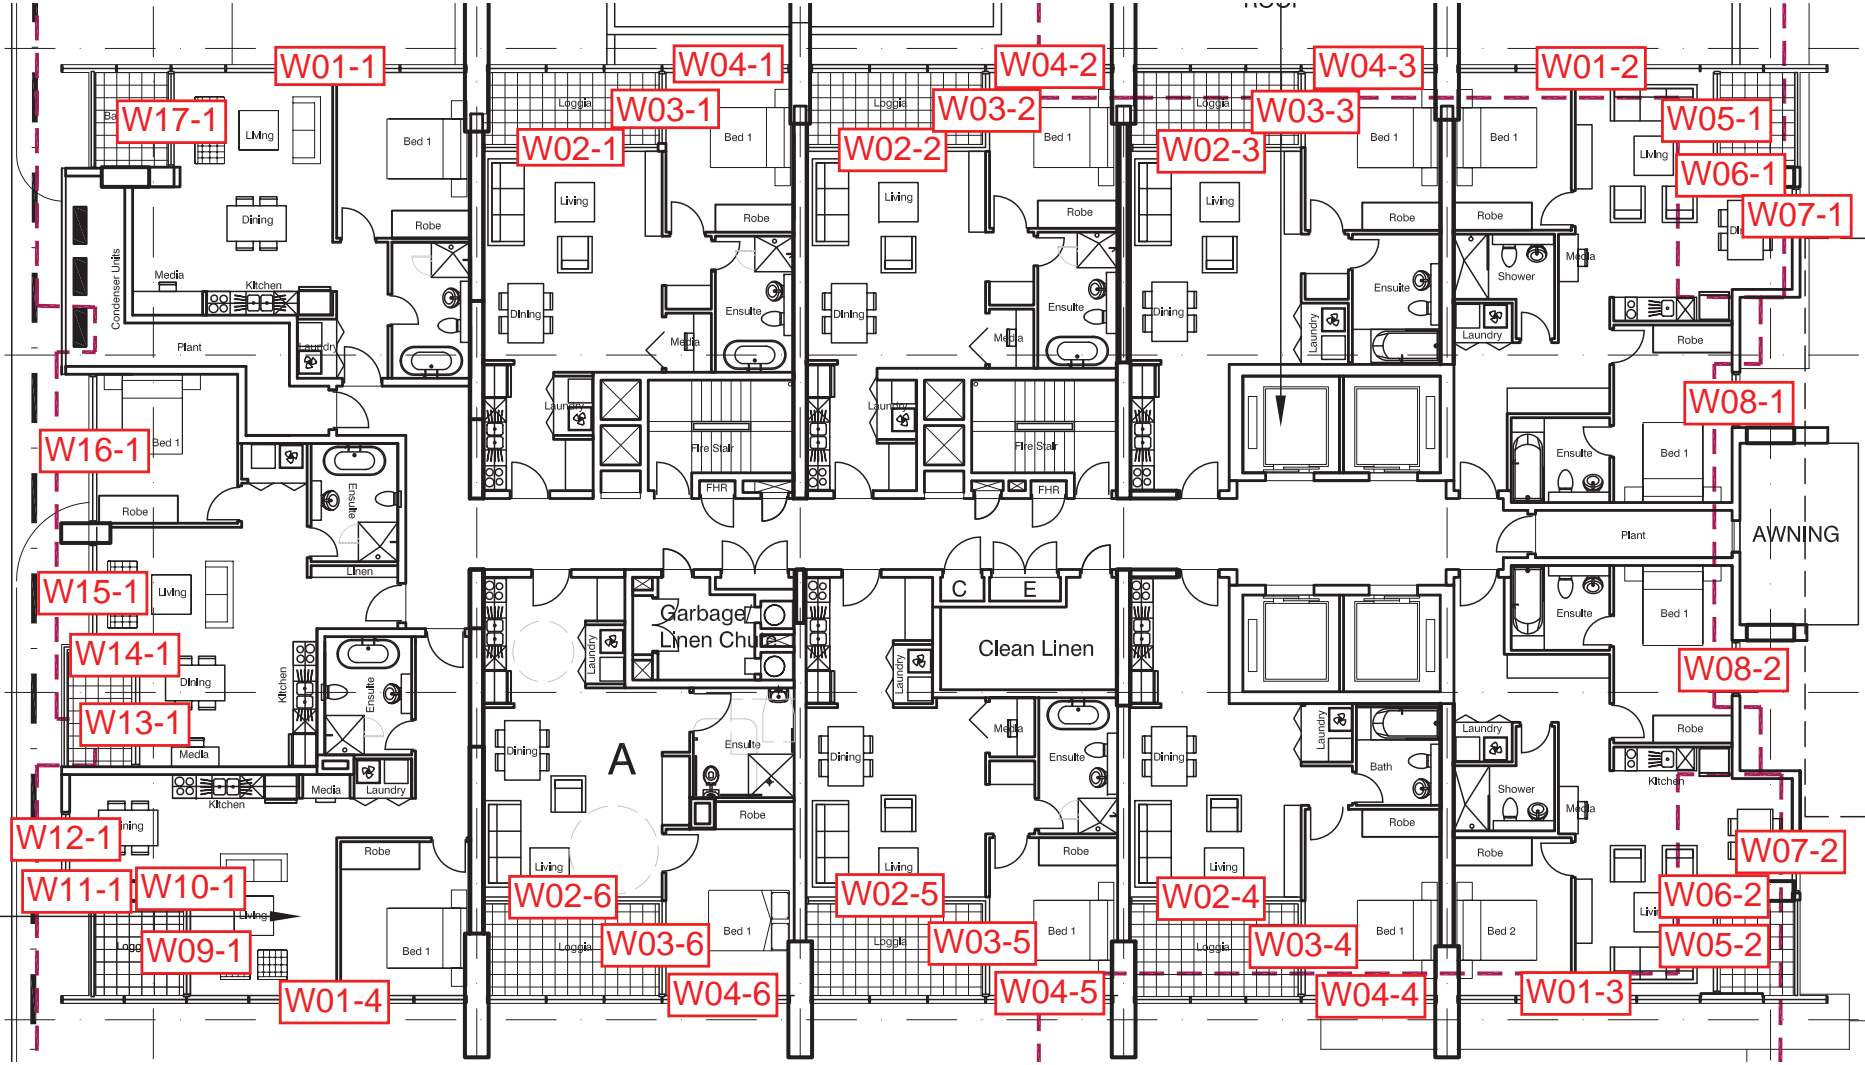 ROOF
W01-1
W04-1
W04-2
W04-3
W01-2
W17-1
Living
Bed 1
Loggia
W03-1
Bed 1
Loggia
W03-2
Bed 1
Loggia
W03-3
Bed 1
Bed 1
W05-1
Living
W02-1
W02-2
W02-3
W06-1
W07-1
Dining
Robe
Living
Robe
Living
Robe
Living
Robe
Robe
Condenser Units
Media
Kitchen
Shower
Media
Dining
Ensuite
Dining
Ensuite
Dining
Ensuite
Plant
Laundry
Media
Media
Laundry
Laundry
Robe
W08-1
Laundry
Laundry
W16-1
Bed 1
Fire Stair
Fire Stair
Ensuite
Bed 1
Ensuite
FHR
FHR
Robe
Plant
AWNING
Linen
W15-1
Living
C
E
Garbage/
Linen Chute
Clean Linen
Ensuite
Bed 1
W14-1
Dining
Kitchen
Ensuite
Laundry
Laundry
W08-2
W13-1
Media
Dining
A
Ensuite
Dining
Media
Ensuite
Dining
Laundry
Bath
Laundry
Robe
Kitchen
Media
Laundry
Kitchen
Shower
Media
W12-1
Dining
Robe
Robe
Living
Robe
Living
Robe
Living
Robe
W07-2
W11-1
W10-1
Living
W02-6
W02-5
W02-4
W06-2
Living
Loggia
W09-1
Bed 1
Loggia
W03-6
Bed 1
Loggia
W03-5
Bed 1
Loggia
W03-4
Bed 1
Bed 2
W05-2
W01-4
W04-6
W04-5
W04-4
W01-3